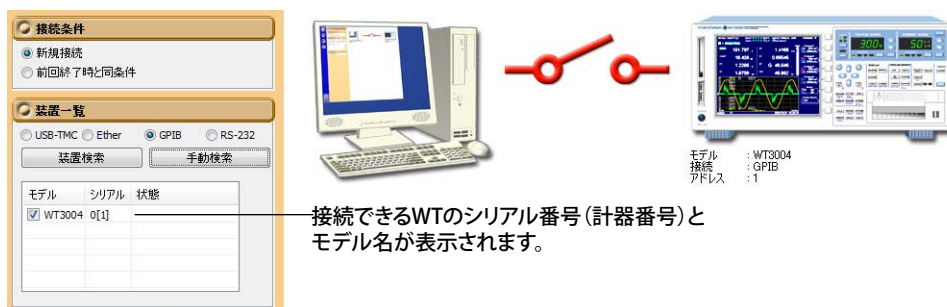 接続条件
新規接続
前回終了時と同条件
装置一覧
USB-TMC Ether GPIB RS-232
装置検索 手動検索
モデル シリアル 状態
WT3004 0[1]
接続できるWTのシリアル番号（計器番号）と
モデル名が表示されます。
YOKOGAWA
300v
50
モデル : WT3004
接続 : GPIB
アドレス : 1